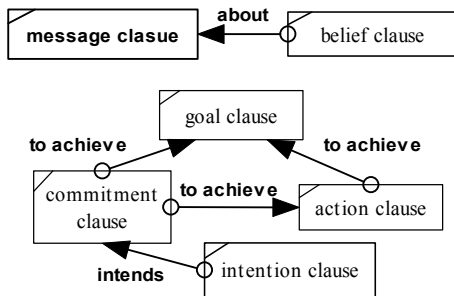 message clasue
about
belief clause
goal clause
to achieve
to achieve
commitment
clause
to achieve
action clause
intends
intention clause